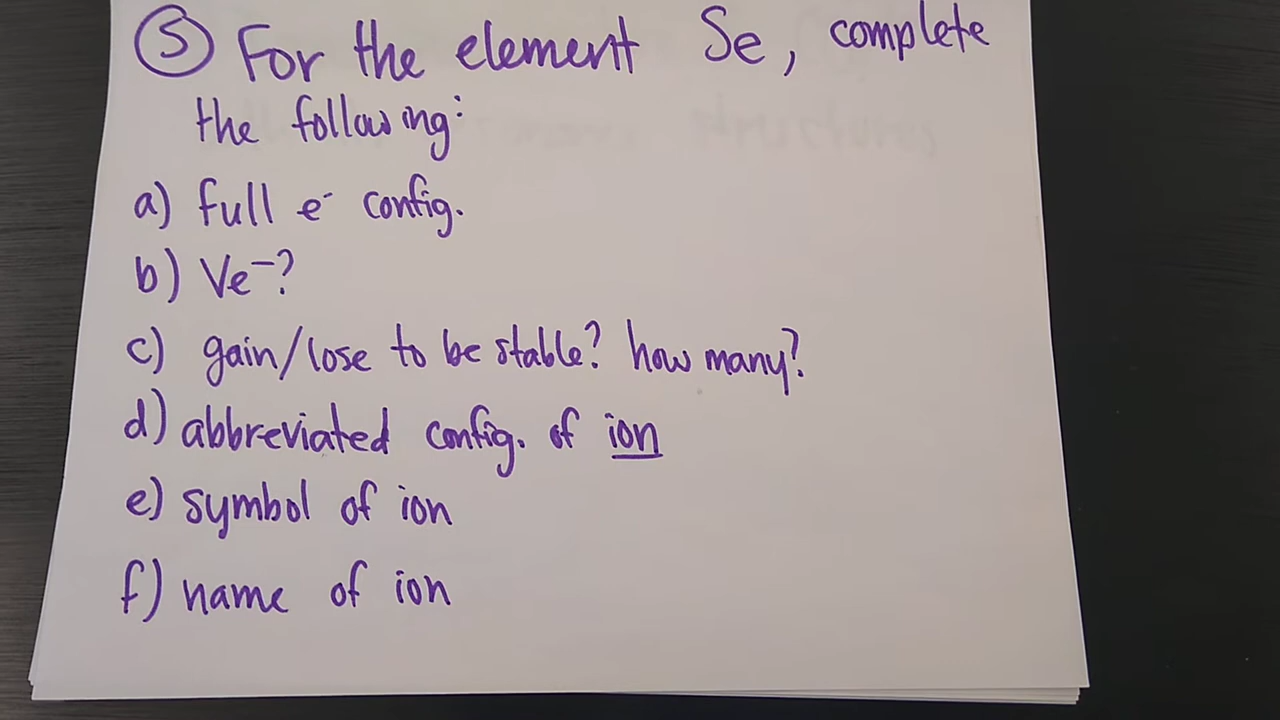 ⑤ For the element Se, complete
the following:
a) full e⁻ config.
b) Ve⁻?
c) gain/lose to be stable? how many?
d) abbreviated config. of ion
e) symbol of ion
f) name of ion